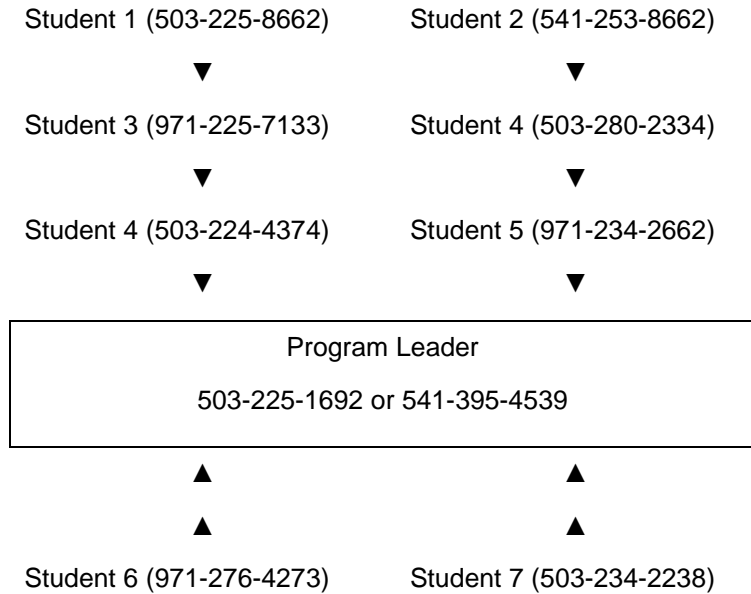 Student 1 (503-225-8662) Student 2 (541-253-8662)
▼ ▼
Student 3 (971-225-7133) Student 4 (503-280-2334)
▼ ▼
Student 4 (503-224-4374) Student 5 (971-234-2662)
▼ ▼
Program Leader
503-225-1692 or 541-395-4539
▲ ▲
▲ ▲
Student 6 (971-276-4273) Student 7 (503-234-2238)